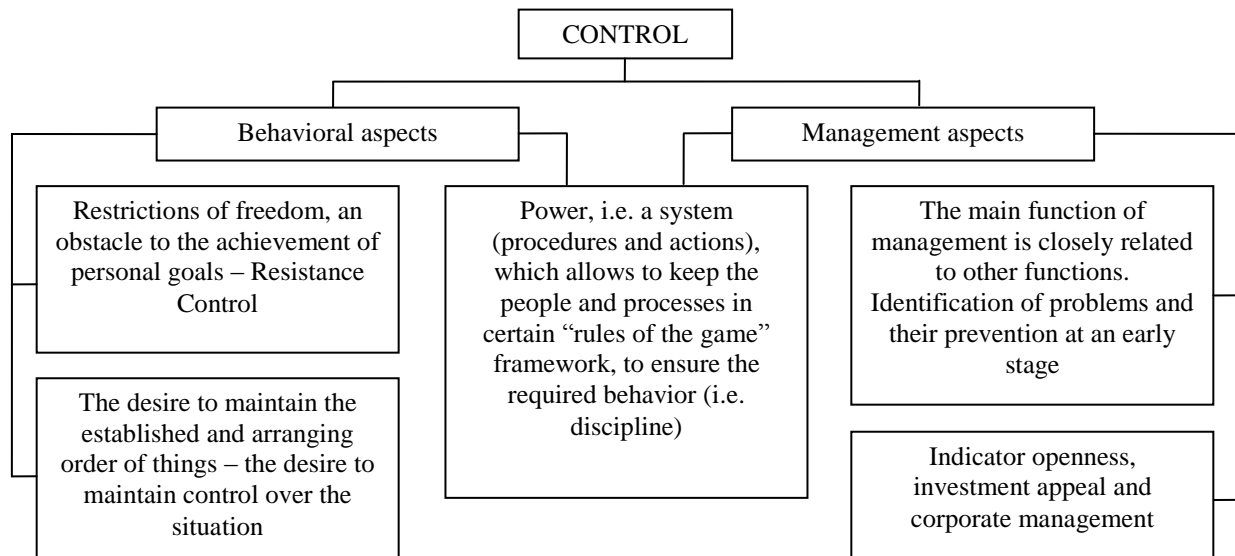 CONTROL
Behavioral aspects
Management aspects
Restrictions of freedom, an
obstacle to the achievement of
personal goals – Resistance
Control
The desire to maintain the
established and arranging
order of things – the desire to
maintain control over the
situation
Power, i.e. a system
(procedures and actions),
which allows to keep the
people and processes in
certain “rules of the game”
framework, to ensure the
required behavior (i.e.
discipline)
The main function of
management is closely related
to other functions.
Identification of problems and
their prevention at an early
stage
Indicator openness,
investment appeal and
corporate management